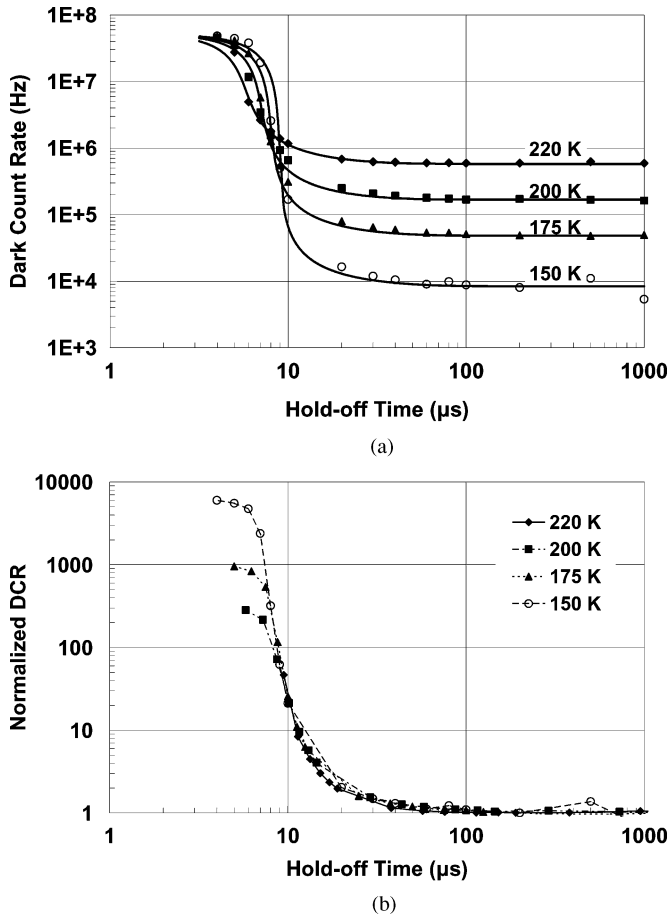 1E+8
1E+7
1E+6
1E+5
1E+4
1E+3
Dark Count Rate (Hz)
220 K
200 K
175 K
150 K
1 10 100 1000
Hold-off Time (µs)
(a)
10000
1000
100
10
1
Normalized DCR
220 K
200 K
175 K
150 K
1 10 100 1000
Hold-off Time (µs)
(b)